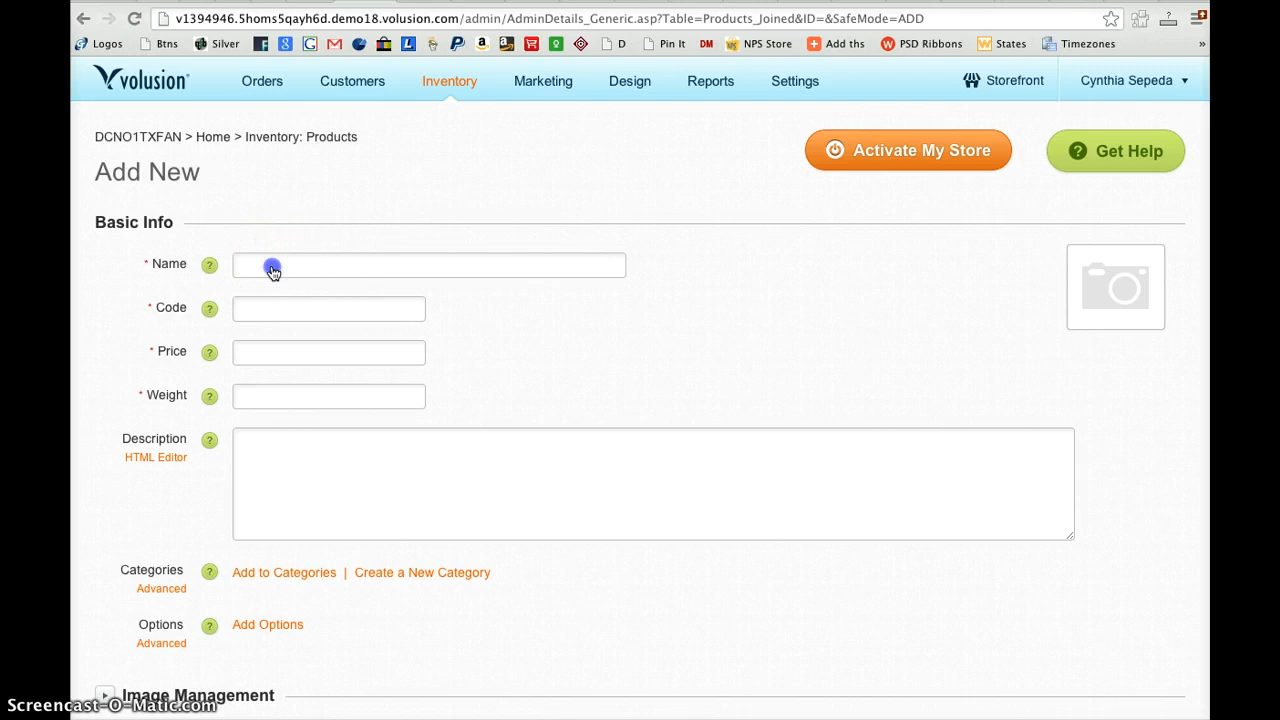 v1394946.5homs5qayh6d.demo18.volusion.com/admin/AdminDetails_Generic.asp?Table=Products_Joined&ID=&SafeMode=ADD
Logos Btns Silver D Pin It DM NPS Store Add ths PSD Ribbons States Timezones »
volusion Orders Customers Inventory Marketing Design Reports Settings Storefront Cynthia Sepeda
DCNO1TXFAN > Home > Inventory: Products
Activate My Store
? Get Help
Add New
Basic Info
* Name ?
* Code ?
* Price ?
* Weight ?
Description ?
HTML Editor
Categories ? Add to Categories | Create a New Category
Advanced
Options ? Add Options
Advanced
Image Management
Screencast-O-Matic.com